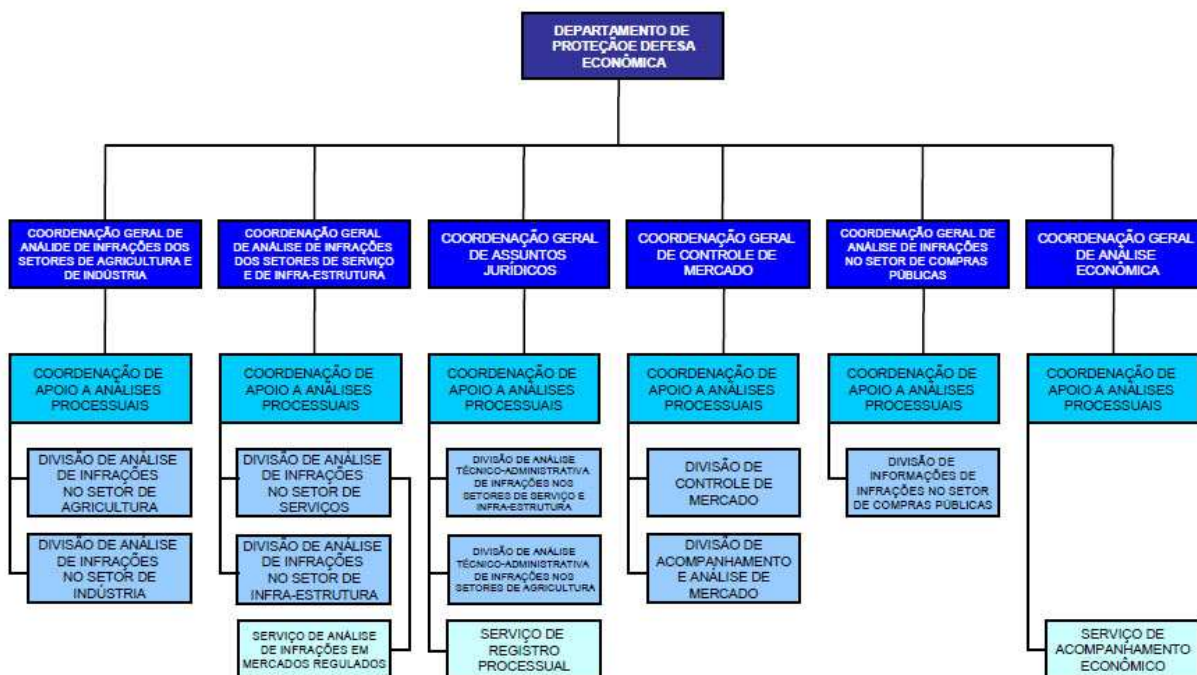 DEPARTAMENTO DE
PROTEÇÃOE DEFESA
ECONÔMICA
COORDENAÇÃO GERAL DE
ANÁLIDE DE INFRAÇÕES DOS
SETORES DE AGRICULTURA E
DE INDÚSTRIA
COORDENAÇÃO GERAL
DE ANÁLISE DE INFRAÇÕES
DOS SETORES DE SERVIÇO
E DE INFRA-ESTRUTURA
COORDENAÇÃO GERAL
DE ASSUNTOS
JURÍDICOS
COORDENAÇÃO GERAL
DE CONTROLE DE
MERCADO
COORDENAÇÃO GERAL DE
ANÁLISE DE INFRAÇÕES
NO SETOR DE COMPRAS
PÚBLICAS
COORDENAÇÃO GERAL
DE ANÁLISE
ECONÔMICA
COORDENAÇÃO DE
APOIO A ANÁLISES
PROCESSUAIS
COORDENAÇÃO DE
APOIO A ANÁLISES
PROCESSUAIS
COORDENAÇÃO DE
APOIO A ANÁLISES
PROCESSUAIS
COORDENAÇÃO DE
APOIO A ANÁLISES
PROCESSUAIS
COORDENAÇÃO DE
APOIO A ANÁLISES
PROCESSUAIS
COORDENAÇÃO DE
APOIO A ANÁLISES
PROCESSUAIS
DIVISÃO DE ANÁLISE
DE INFRAÇÕES
NO SETOR DE
AGRICULTURA
DIVISÃO DE ANÁLISE
DE INFRAÇÕES
NO SETOR DE
SERVIÇOS
DIVISÃO DE ANÁLISE
TÉCNICO-ADMINISTRATIVA
DE INFRAÇÕES NOS
SETORES DE SERVIÇO E
INFRA-ESTRUTURA
DIVISÃO DE
CONTROLE DE
MERCADO
DIVISÃO DE
INFORMAÇÕES DE
INFRAÇÕES NO SETOR
DE COMPRAS PÚBLICAS
DIVISÃO DE ANÁLISE
DE INFRAÇÕES
NO SETOR DE
INDÚSTRIA
DIVISÃO DE ANÁLISE
DE INFRAÇÕES
NO SETOR DE
INFRA-ESTRUTURA
DIVISÃO DE ANÁLISE
TÉCNICO-ADMINISTRATIVA
DE INFRAÇÕES NOS
SETORES DE AGRICULTURA
DIVISÃO DE
ACOMPANHAMENTO
E ANÁLISE DE
MERCADO
SERVIÇO DE ANÁLISE
DE INFRAÇÕES EM
MERCADOS REGULADOS
SERVIÇO DE
REGISTRO
PROCESSUAL
SERVIÇO DE
ACOMPANHAMENTO
ECONÔMICO